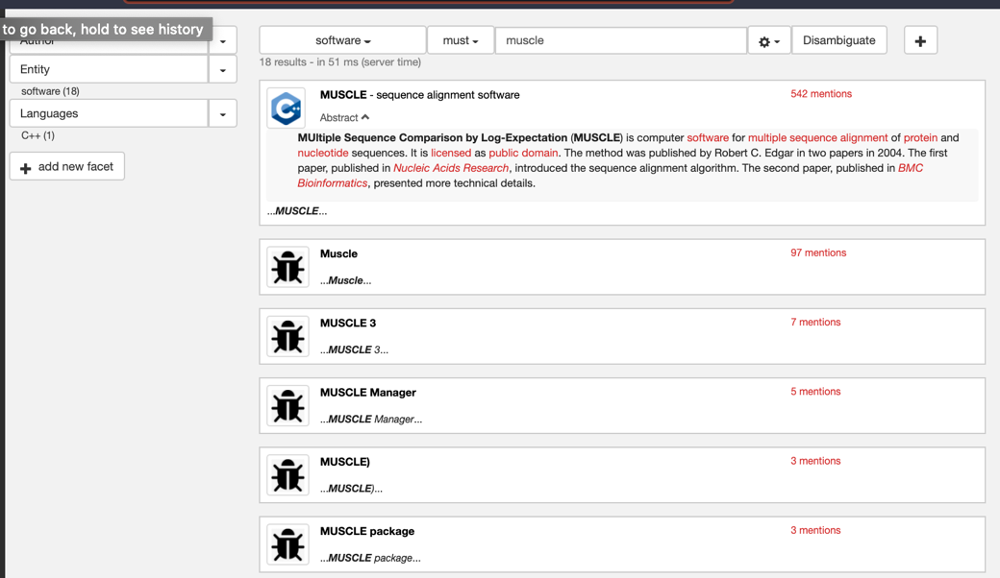 to go back, hold to see history
Author
Entity
software (18)
Languages
C++ (1)
add new facet
software
must
muscle
Disambiguate
18 results - in 51 ms (server time)
MUSCLE - sequence alignment software
542 mentions
Abstract
MUltiple Sequence Comparison by Log-Expectation (MUSCLE) is computer software for multiple sequence alignment of protein and
nucleotide sequences. It is licensed as public domain. The method was published by Robert C. Edgar in two papers in 2004. The first
paper, published in Nucleic Acids Research, introduced the sequence alignment algorithm. The second paper, published in BMC
Bioinformatics, presented more technical details.
...MUSCLE...
Muscle
97 mentions
...Muscle...
MUSCLE 3
7 mentions
...MUSCLE 3...
MUSCLE Manager
5 mentions
...MUSCLE Manager...
MUSCLE)
3 mentions
...MUSCLE)...
MUSCLE package
3 mentions
...MUSCLE package...